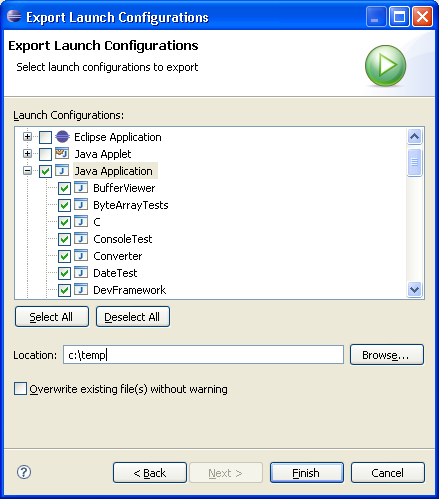 Export Launch Configurations
Export Launch Configurations
Select launch configurations to export
Launch Configurations:
Eclipse Application
Java Applet
Java Application
BufferViewer
ByteArrayTests
C
ConsoleTest
Converter
DateTest
DevFramework
Select All Deselect All
Location: c:\temp Browse...
Overwrite existing file(s) without warning
? < Back Next > Finish Cancel